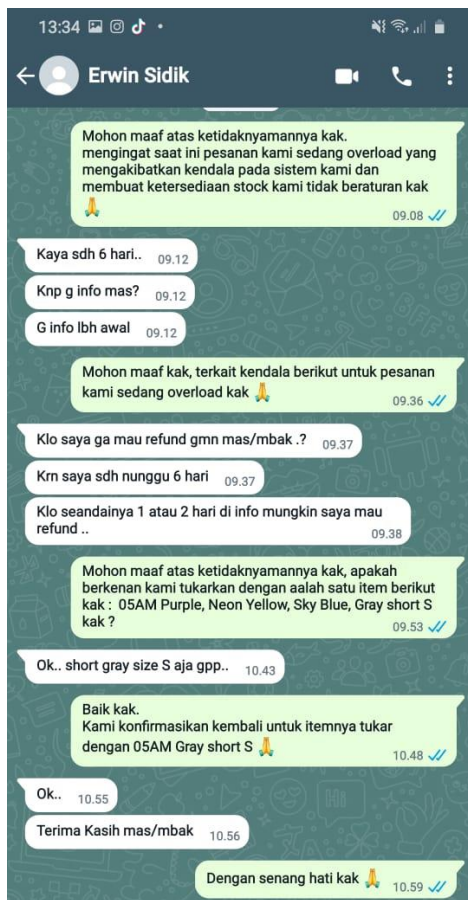 13:34
Erwin Sidik
Mohon maaf atas ketidaknyamannya kak.
mengingat saat ini pesanan kami sedang overload yang
mengakibatkan kendala pada sistem kami dan
membuat ketersediaan stock kami tidak beraturan kak
🙏
09.08
Kaya sdh 6 hari.. 09.12
Knp g info mas? 09.12
G info lbh awal 09.12
Mohon maaf kak, terkait kendala berikut untuk pesanan
kami sedang overload kak 🙏
09.36
Klo saya ga mau refund gmn mas/mbak .? 09.37
Krn saya sdh nunggu 6 hari 09.37
Klo seandainya 1 atau 2 hari di info mungkin saya mau
refund .. 09.38
Mohon maaf atas ketidaknyamannya kak, apakah
berkenan kami tukarkan dengan aalah satu item berikut
kak : 05AM Purple, Neon Yellow, Sky Blue, Gray short S
kak ?
09.53
Ok.. short gray size S aja gpp.. 10.43
Baik kak.
Kami konfirmasikan kembali untuk itemnya tukar
dengan 05AM Gray short S 🙏
10.48
Ok.. 10.55
Terima Kasih mas/mbak 10.56
Dengan senang hati kak 🙏 10.59